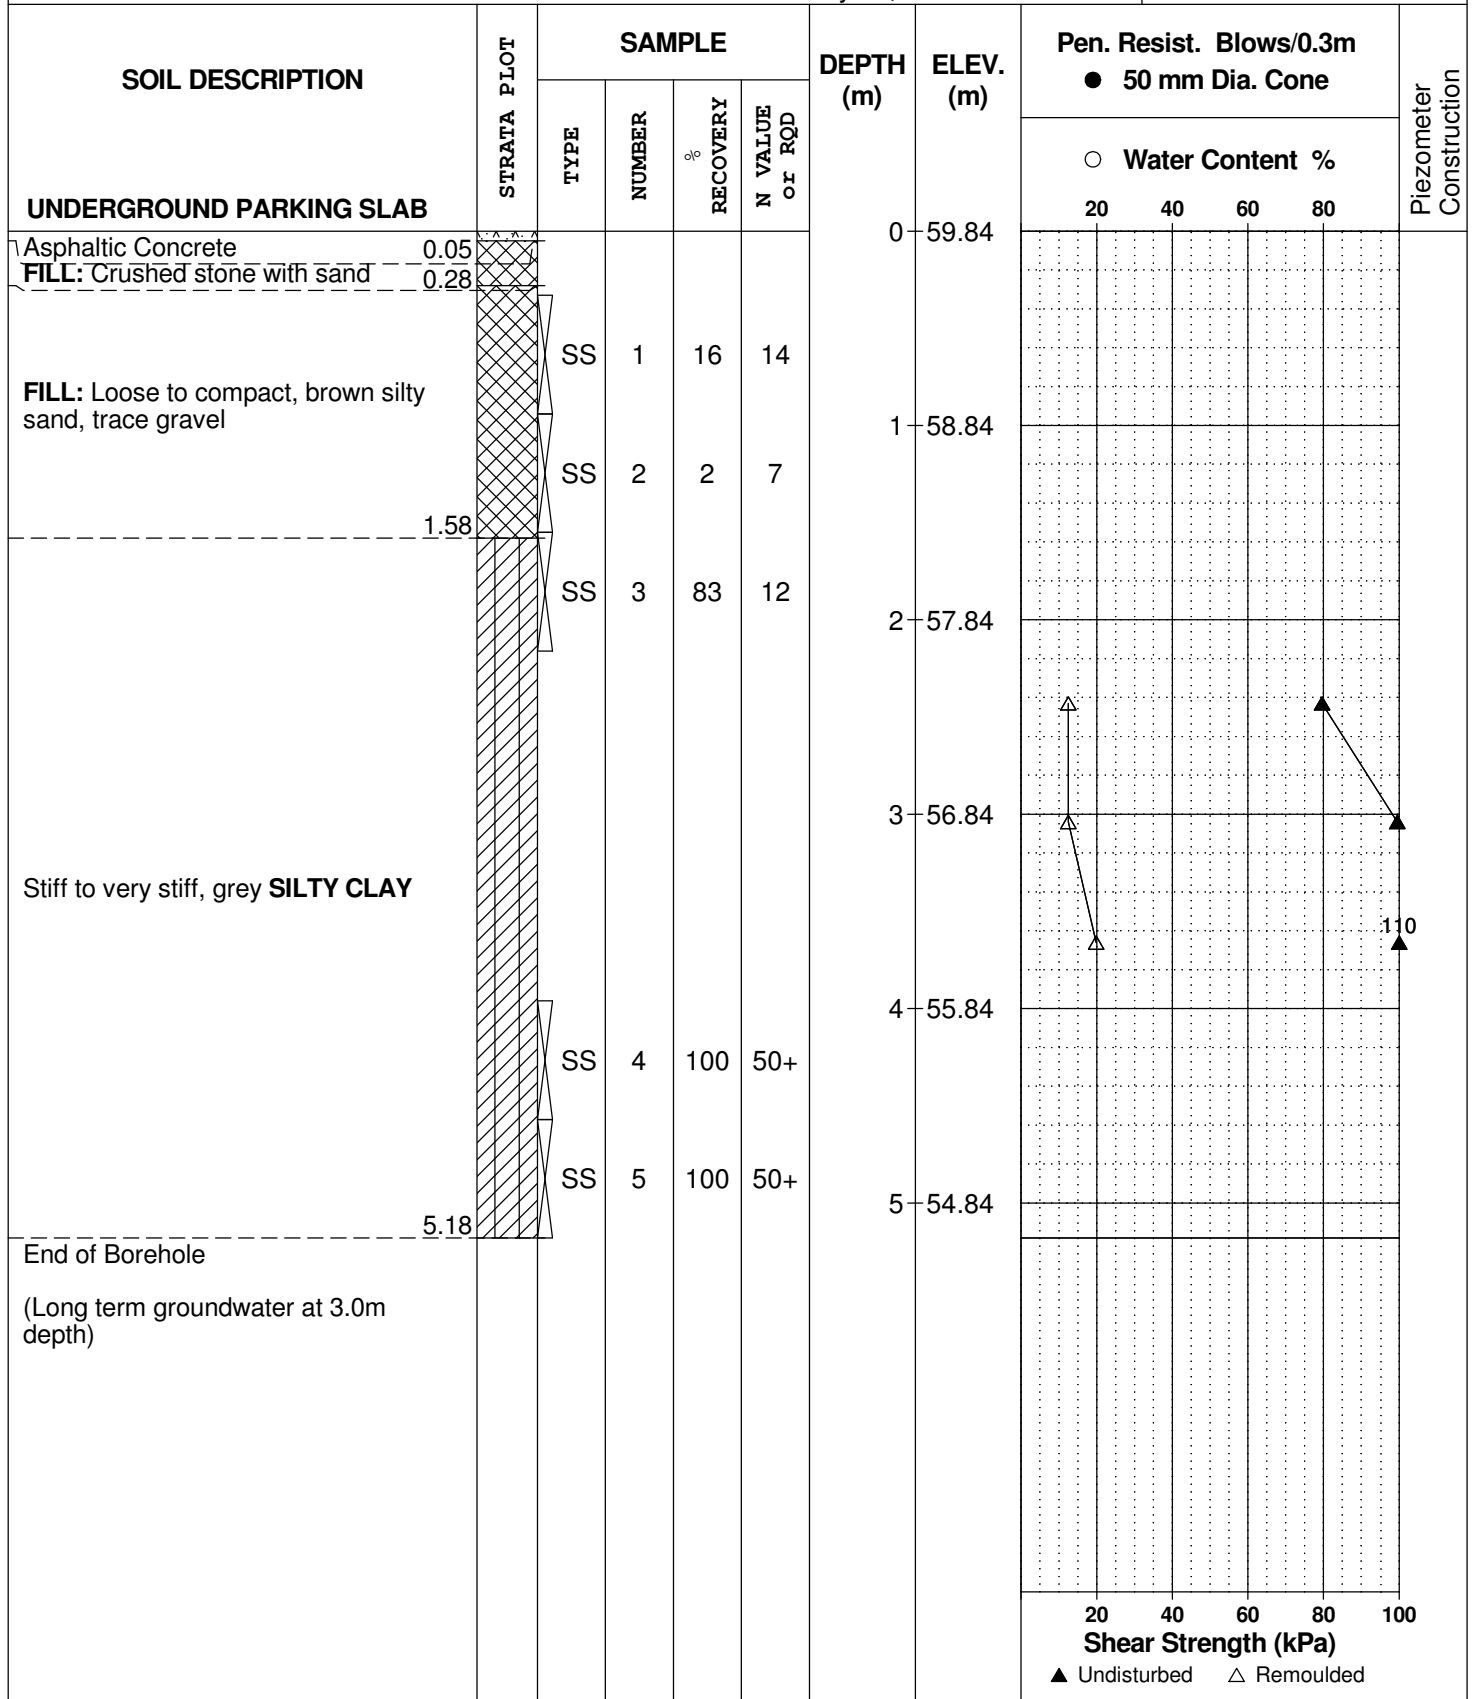 SOIL DESCRIPTION
UNDERGROUND PARKING SLAB
STRATA PLOT
SAMPLE
TYPE
NUMBER
%
RECOVERY
N VALUE
or RQD
DEPTH
(m)
ELEV.
(m)
Pen. Resist. Blows/0.3m
● 50 mm Dia. Cone
○ Water Content %
20 40 60 80
Piezometer
Construction
0 59.84
Asphaltic Concrete 0.05
FILL: Crushed stone with sand 0.28
SS 1 16 14
FILL: Loose to compact, brown silty
sand, trace gravel
1 58.84
SS 2 2 7
1.58
SS 3 83 12
2 57.84
3 56.84
Stiff to very stiff, grey SILTY CLAY
110
4 55.84
SS 4 100 50+
SS 5 100 50+
5 54.84
5.18
End of Borehole
(Long term groundwater at 3.0m
depth)
20 40 60 80 100
Shear Strength (kPa)
▲ Undisturbed △ Remoulded